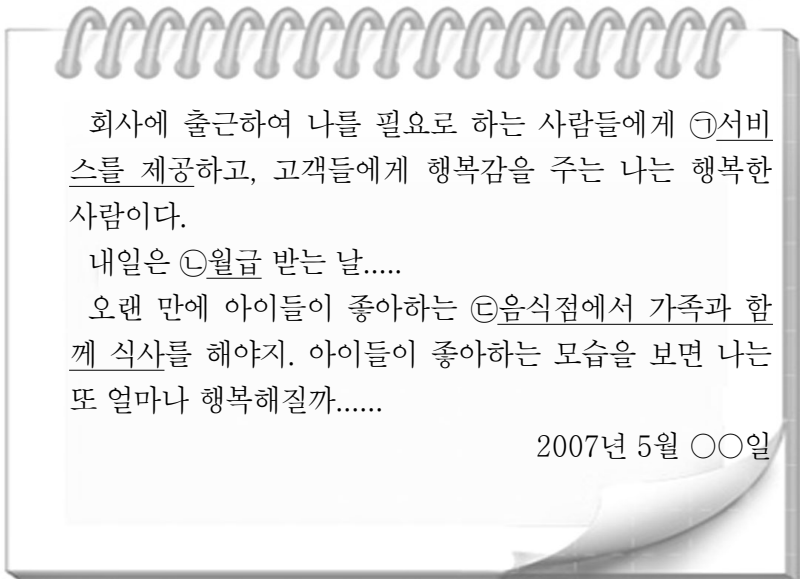 회사에 출근하여 나를 필요로 하는 사람들에게 ㉠서비
스를 제공하고, 고객들에게 행복감을 주는 나는 행복한
사람이다.
내일은 ㉡월급 받는 날.....
오랜 만에 아이들이 좋아하는 ㉢음식점에서 가족과 함
께 식사를 해야지. 아이들이 좋아하는 모습을 보면 나는
또 얼마나 행복해질까......
2007년 5월 ○○일